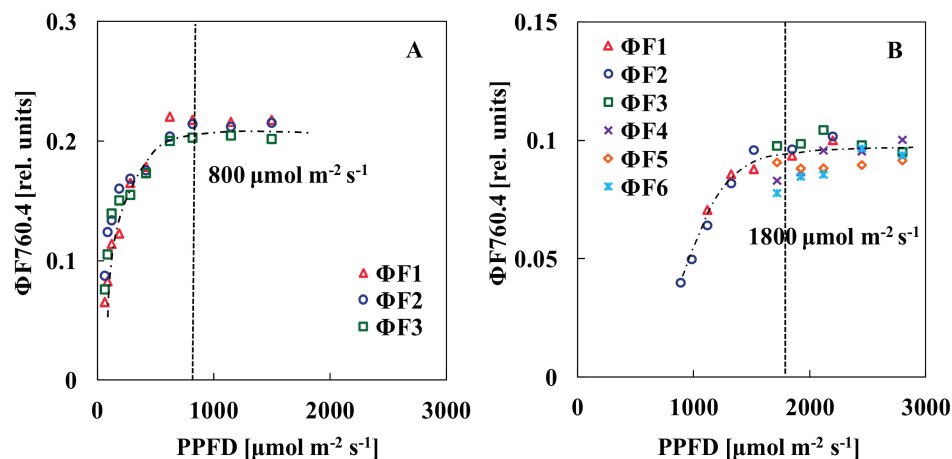 0.3
0.2
0.1
0
ΦF760.4 [rel. units]
A
800 μmol m-2 s-1
ΦF1
ΦF2
ΦF3
0 1000 2000 3000
PPFD [μmol m-2 s-1]
0.15
0.10
0.05
0
ΦF760.4 [rel. units]
B
ΦF1
ΦF2
ΦF3
ΦF4
ΦF5
ΦF6
1800 μmol m-2 s-1
0 1000 2000 3000
PPFD [μmol m-2 s-1]